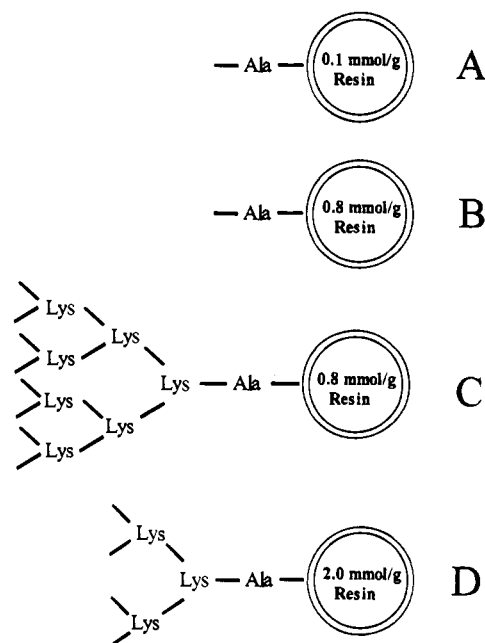 Ala 0.1 mmol/g Resin A
Ala 0.8 mmol/g Resin B
Lys
Lys
Lys
Lys Ala 0.8 mmol/g Resin C
Lys
Lys
Lys
Lys
Lys Ala 2.0 mmol/g Resin D
Lys